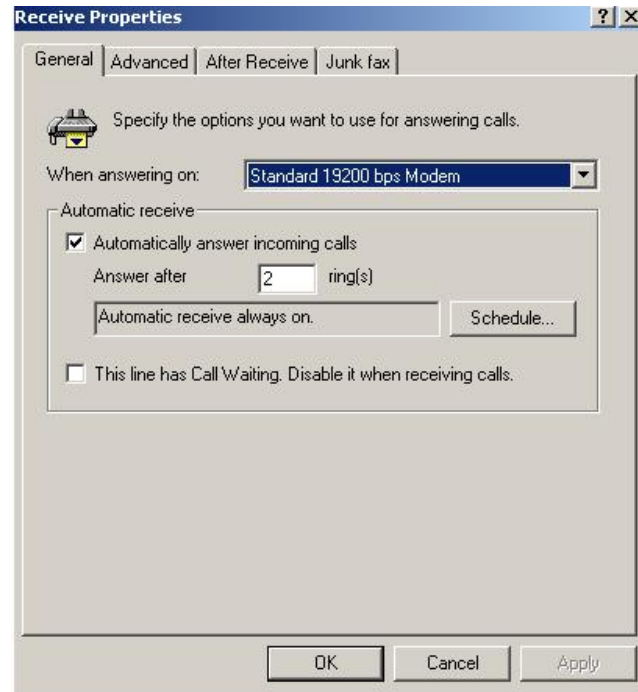 Receive Properties
General Advanced After Receive Junk fax
Specify the options you want to use for answering calls.
When answering on: Standard 19200 bps Modem
Automatic receive
Automatically answer incoming calls
Answer after 2 ring(s)
Automatic receive always on. Schedule...
This line has Call Waiting. Disable it when receiving calls.
OK Cancel Apply